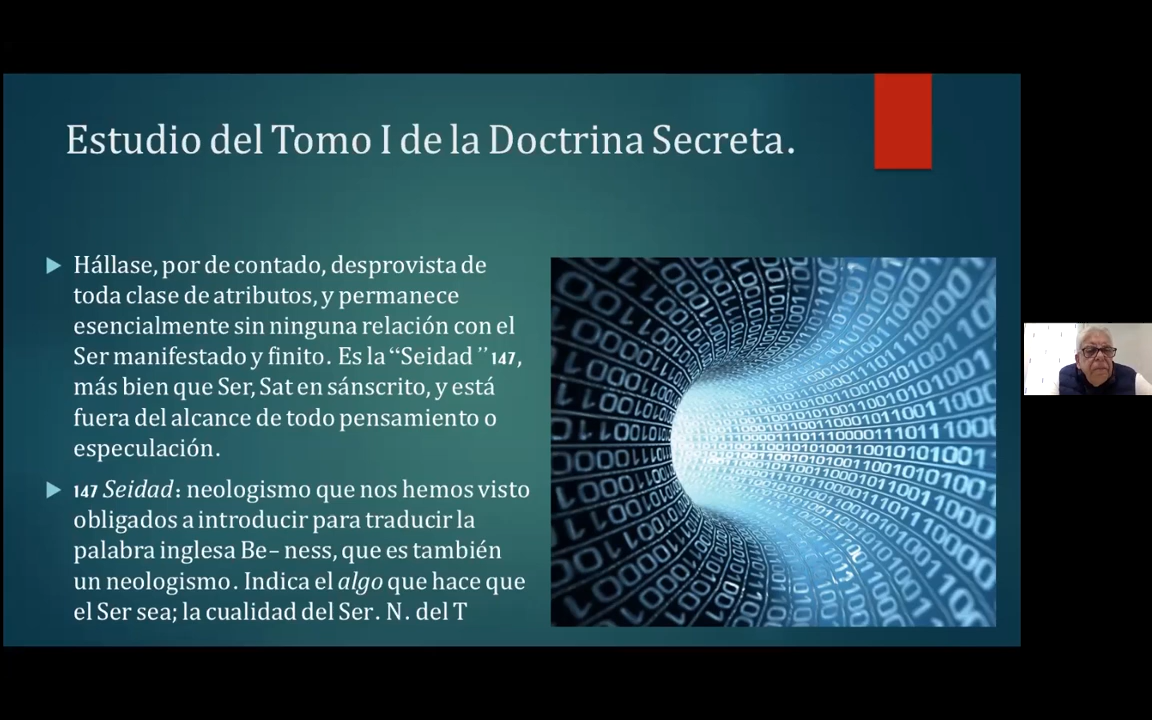 Estudio del Tomo I de la Doctrina Secreta.
Hállase, por de contado, desprovista de
toda clase de atributos, y permanece
esencialmente sin ninguna relación con el
Ser manifestado y finito. Es la “Seidad” 147,
más bien que Ser, Sat en sánscrito, y está
fuera del alcance de todo pensamiento o
especulación.
147 Seidad: neologismo que nos hemos visto
obligados a introducir para traducir la
palabra inglesa Be– ness, que es también
un neologismo. Indica el algo que hace que
el Ser sea; la cualidad del Ser. N. del T